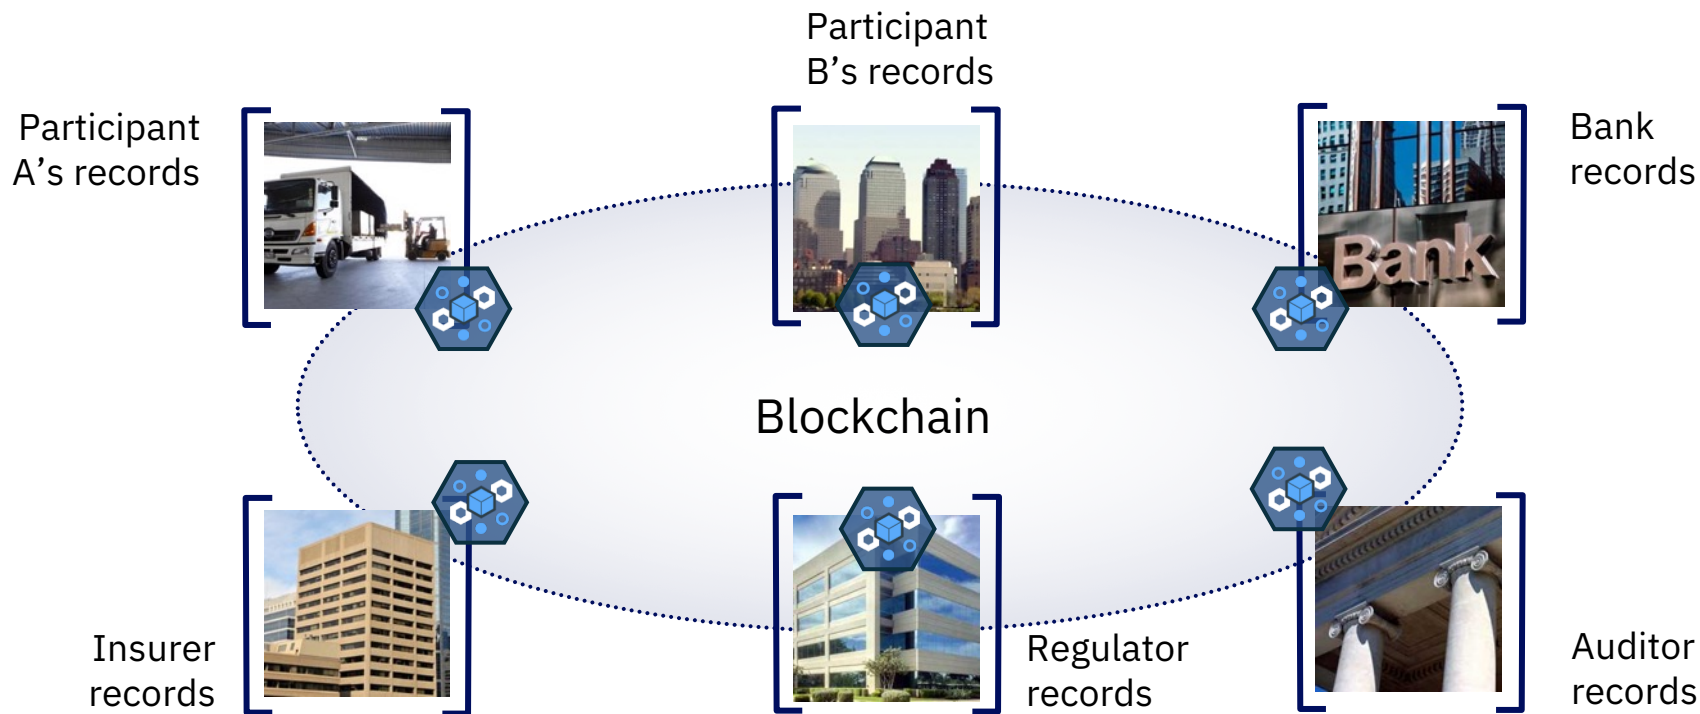 Participant
B’s records
Participant
A’s records
Bank
records
Bank
Blockchain
Insurer
records
Regulator
records
Auditor
records